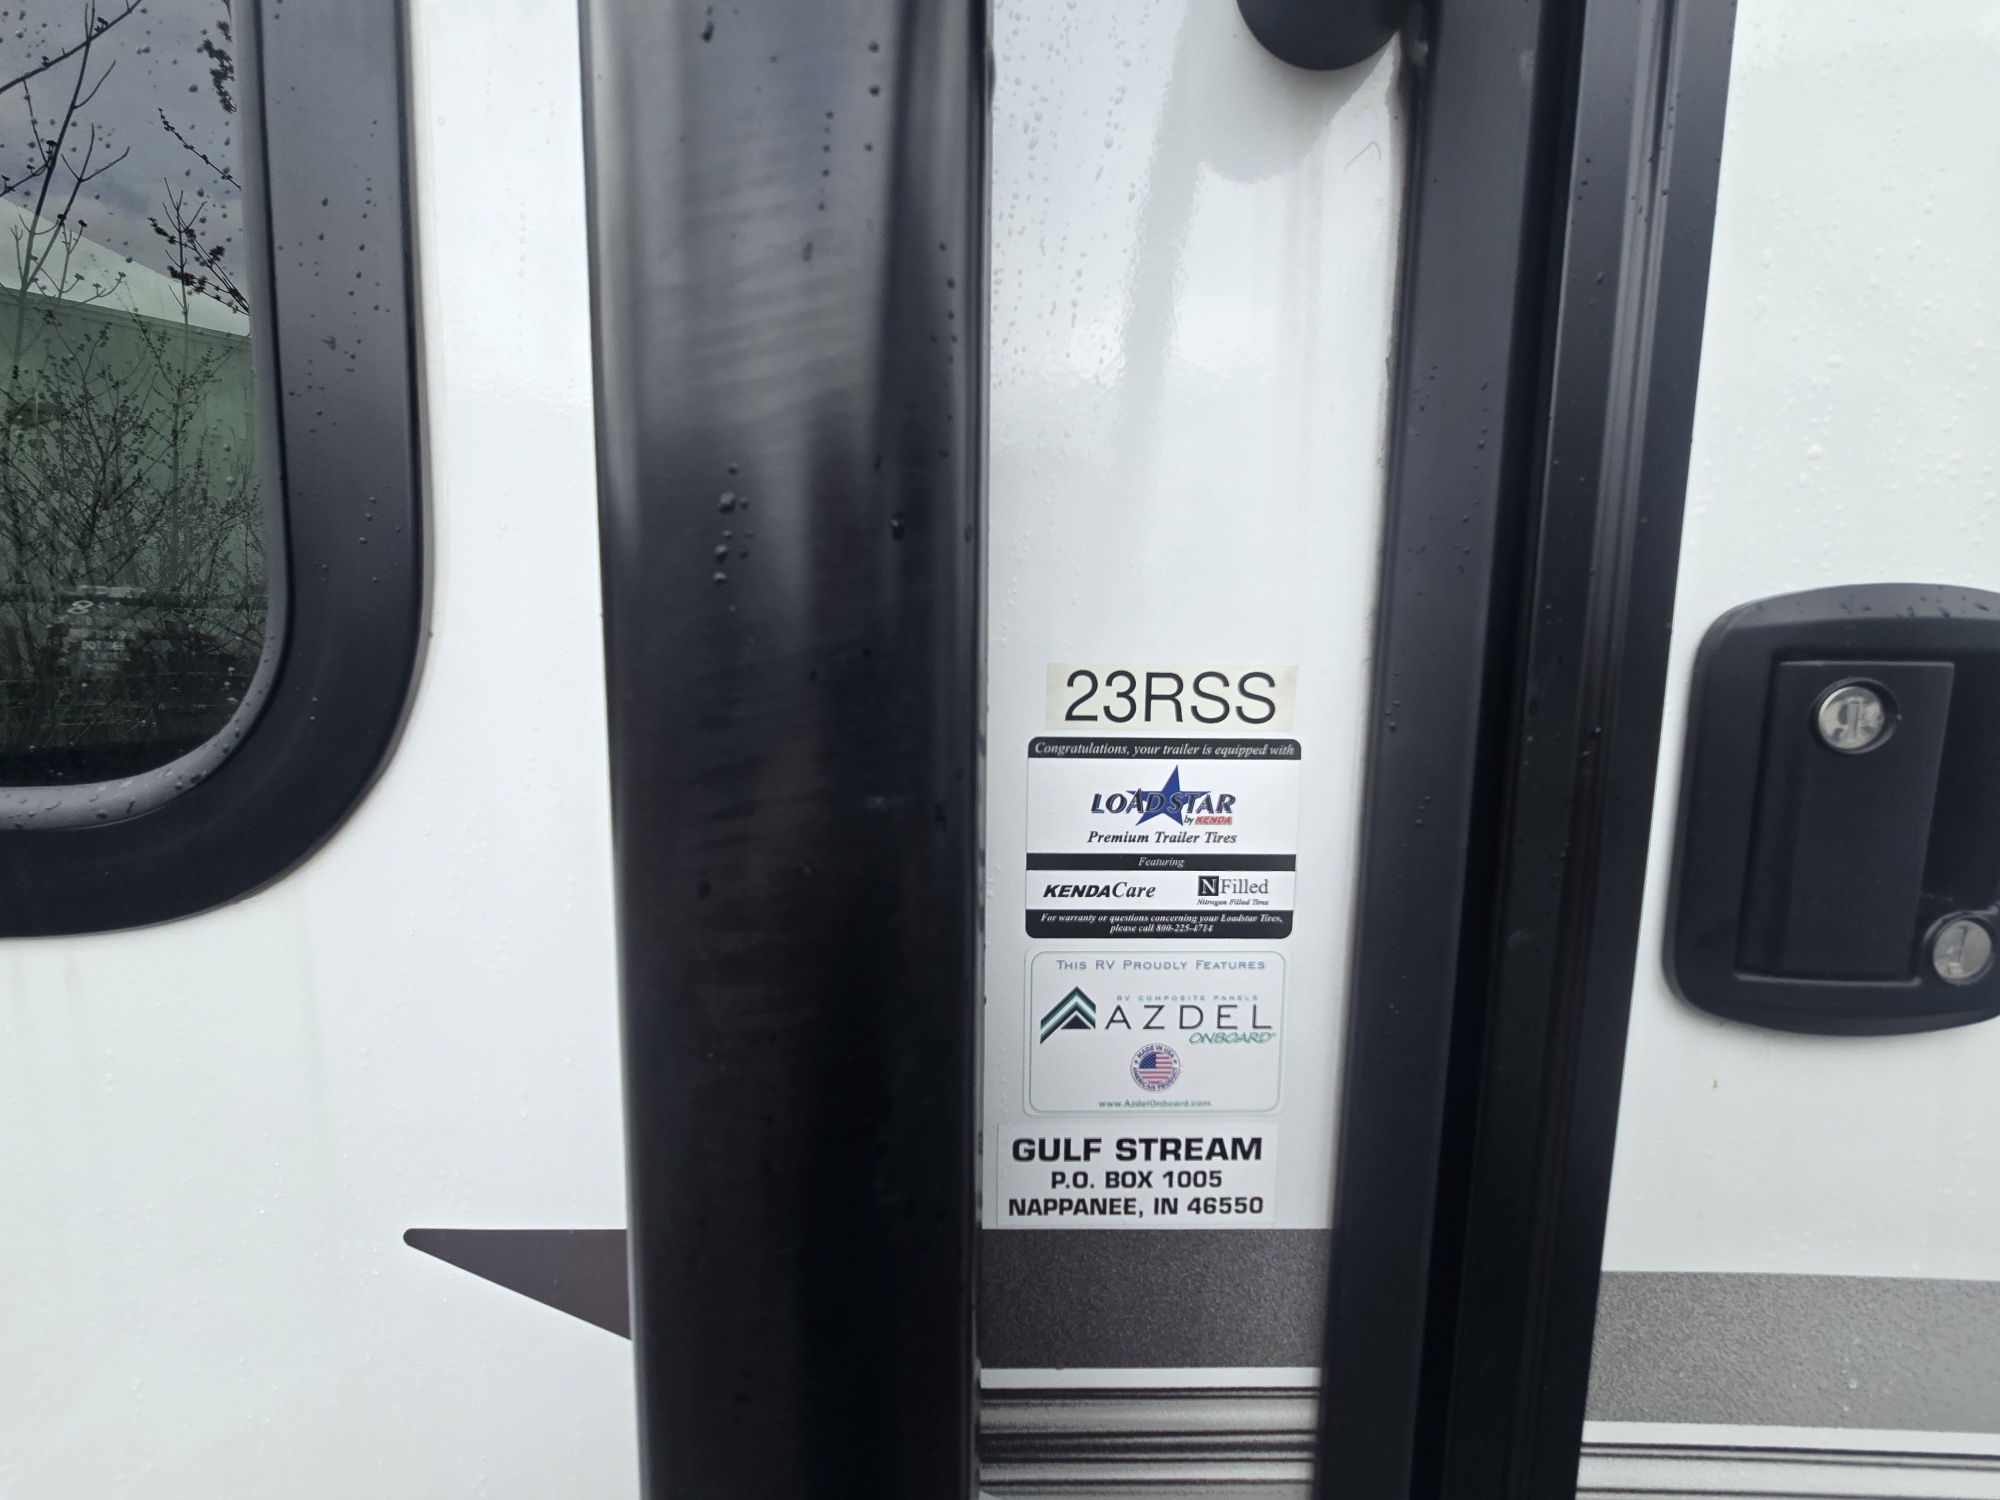 23RSS
Congratulations, your trailer is equipped with
LOADSTAR
by KENDA
Premium Trailer Tires
Featuring
KENDACare
N Filled
Nitrogen Filled Tires
For warranty or questions concerning your Loadstar Tires,
please call 800-225-4714
THIS RV PROUDLY FEATURES
RV COMPOSITE PANELS
AZDEL
ONBOARD®
MADE IN USA
AMERICAN PRODUCT
www.AzdelOnboard.com
GULF STREAM
P.O. BOX 1005
NAPPANEE, IN 46550